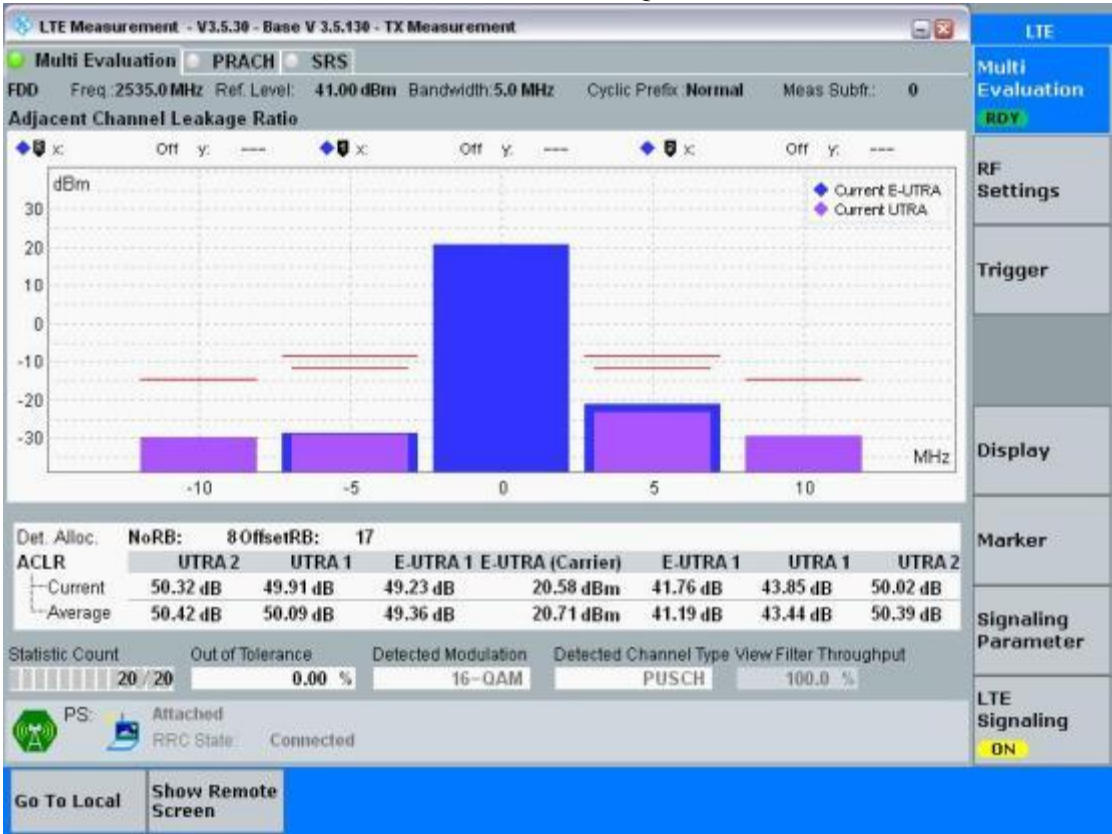 LTE Measurement - V3.5.30 - Base V 3.5.130 - TX Measurement
LTE
Multi Evaluation PRACH SRS
Multi
Evaluation
RDY
FDD Freq.:2535.0 MHz Ref. Level: 41.00 dBm Bandwidth:5.0 MHz Cyclic Prefix :Normal Meas Subfr.: 0
Adjacent Channel Leakage Ratio
x: Off y: --- x: Off y: --- x: Off y: ---
dBm
Current E-UTRA
Current UTRA
30
20
10
0
-10
-20
-30
MHz
-10 -5 0 5 10
RF
Settings
Trigger
Display
Marker
Signaling
Parameter
LTE
Signaling
ON
Det. Alloc. NoRB: 8 OffsetRB: 17
ACLR UTRA 2 UTRA 1 E-UTRA 1 E-UTRA (Carrier) E-UTRA 1 UTRA 1 UTRA 2
Current 50.32 dB 49.91 dB 49.23 dB 20.58 dBm 41.76 dB 43.85 dB 50.02 dB
Average 50.42 dB 50.09 dB 49.36 dB 20.71 dBm 41.19 dB 43.44 dB 50.39 dB
Statistic Count Out of Tolerance Detected Modulation Detected Channel Type View Filter Throughput
20 / 20 0.00 % 16-QAM PUSCH 100.0 %
PS: Attached
RRC State: Connected
Go To Local
Show Remote
Screen